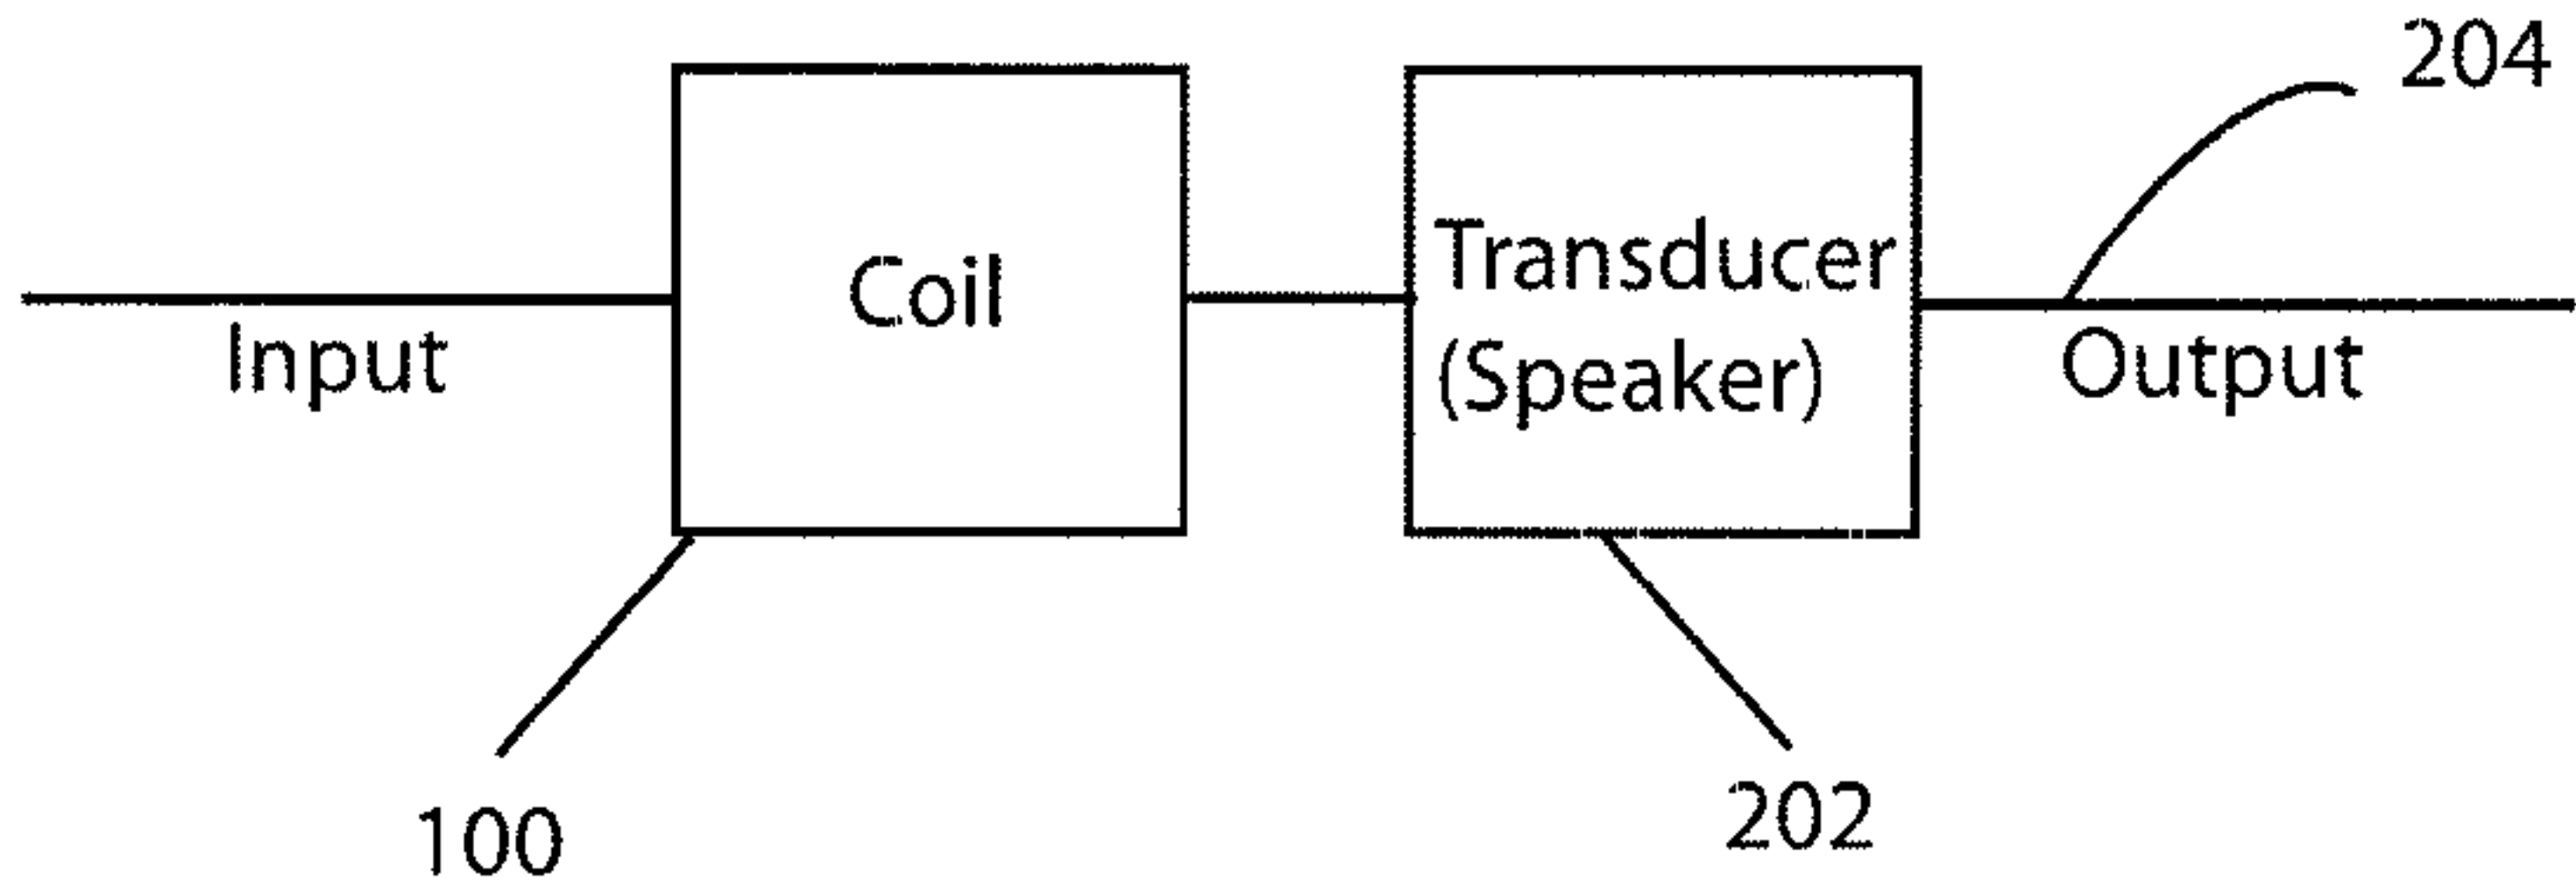 204
Coil
Transducer
(Speaker)
Input
Output
100
202